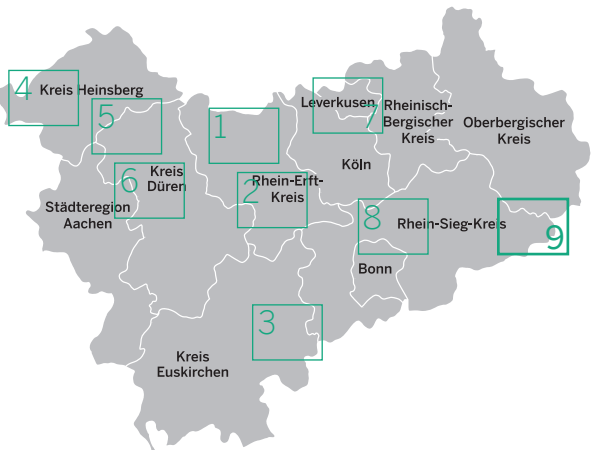 4
Kreis Heinsberg
5
1
Leverkusen
7
Rheinisch-
Bergischer
Kreis
Oberbergischer
Kreis
Köln
6
Kreis
Düren
2
Rhein-Erft-
Kreis
Städteregion
Aachen
8
Rhein-Sieg-Kreis
9
Bonn
3
Kreis
Euskirchen